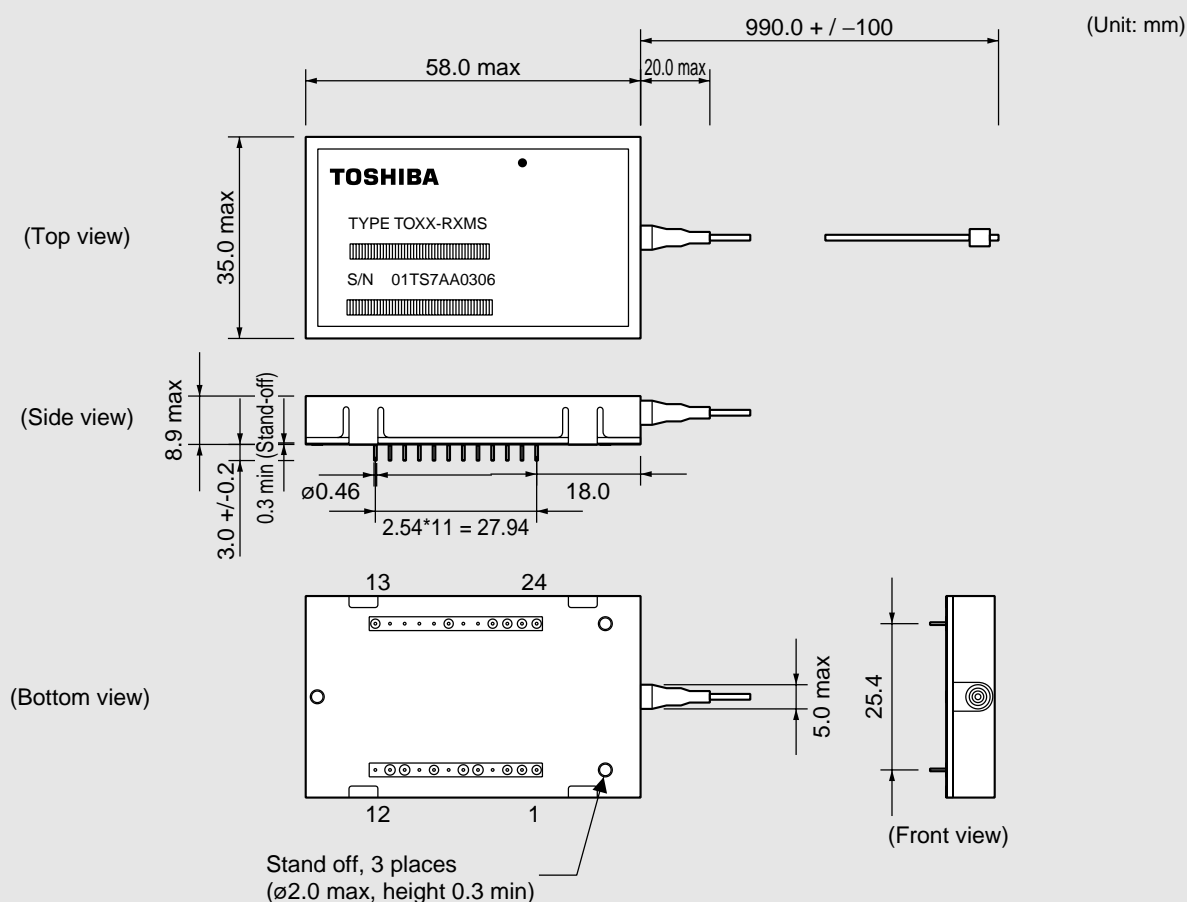 990.0 + / –100
(Unit: mm)
58.0 max
20.0 max
35.0 max
(Top view)
TOSHIBA
TYPE TOXX-RXMS
S/N 01TS7AA0306
(Side view)
8.9 max
3.0 +/-0.2
0.3 min (Stand-off)
ø0.46
18.0
2.54*11 = 27.94
13
24
(Bottom view)
5.0 max
25.4
12
1
(Front view)
Stand off, 3 places
(ø2.0 max, height 0.3 min)